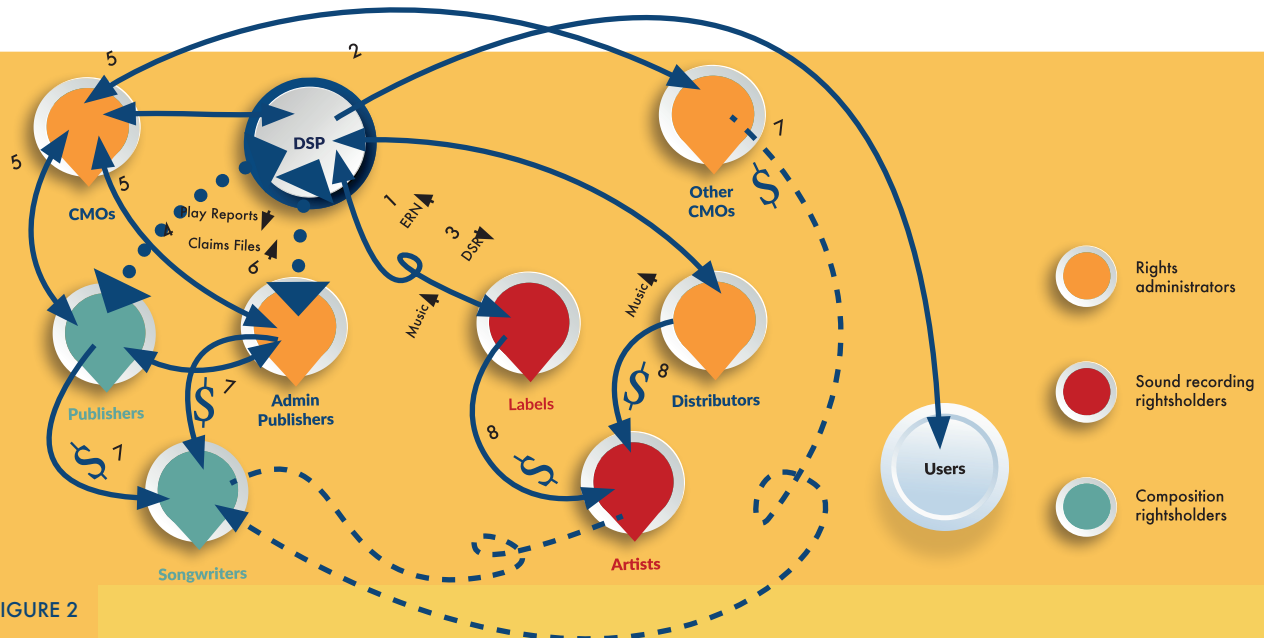 5
2
DSP
7
$
Other
CMOs
5
CMOs
5
Play Reports
4
Claims Files
6
1
ERN
3
DSR
Music
Music
Rights
administrators
Publishers
Admin
Publishers
$
7
Labels
$
8
Distributors
Sound recording
rightsholders
$
7
8
$
Users
Songwriters
Artists
Composition
rightsholders
IGURE 2